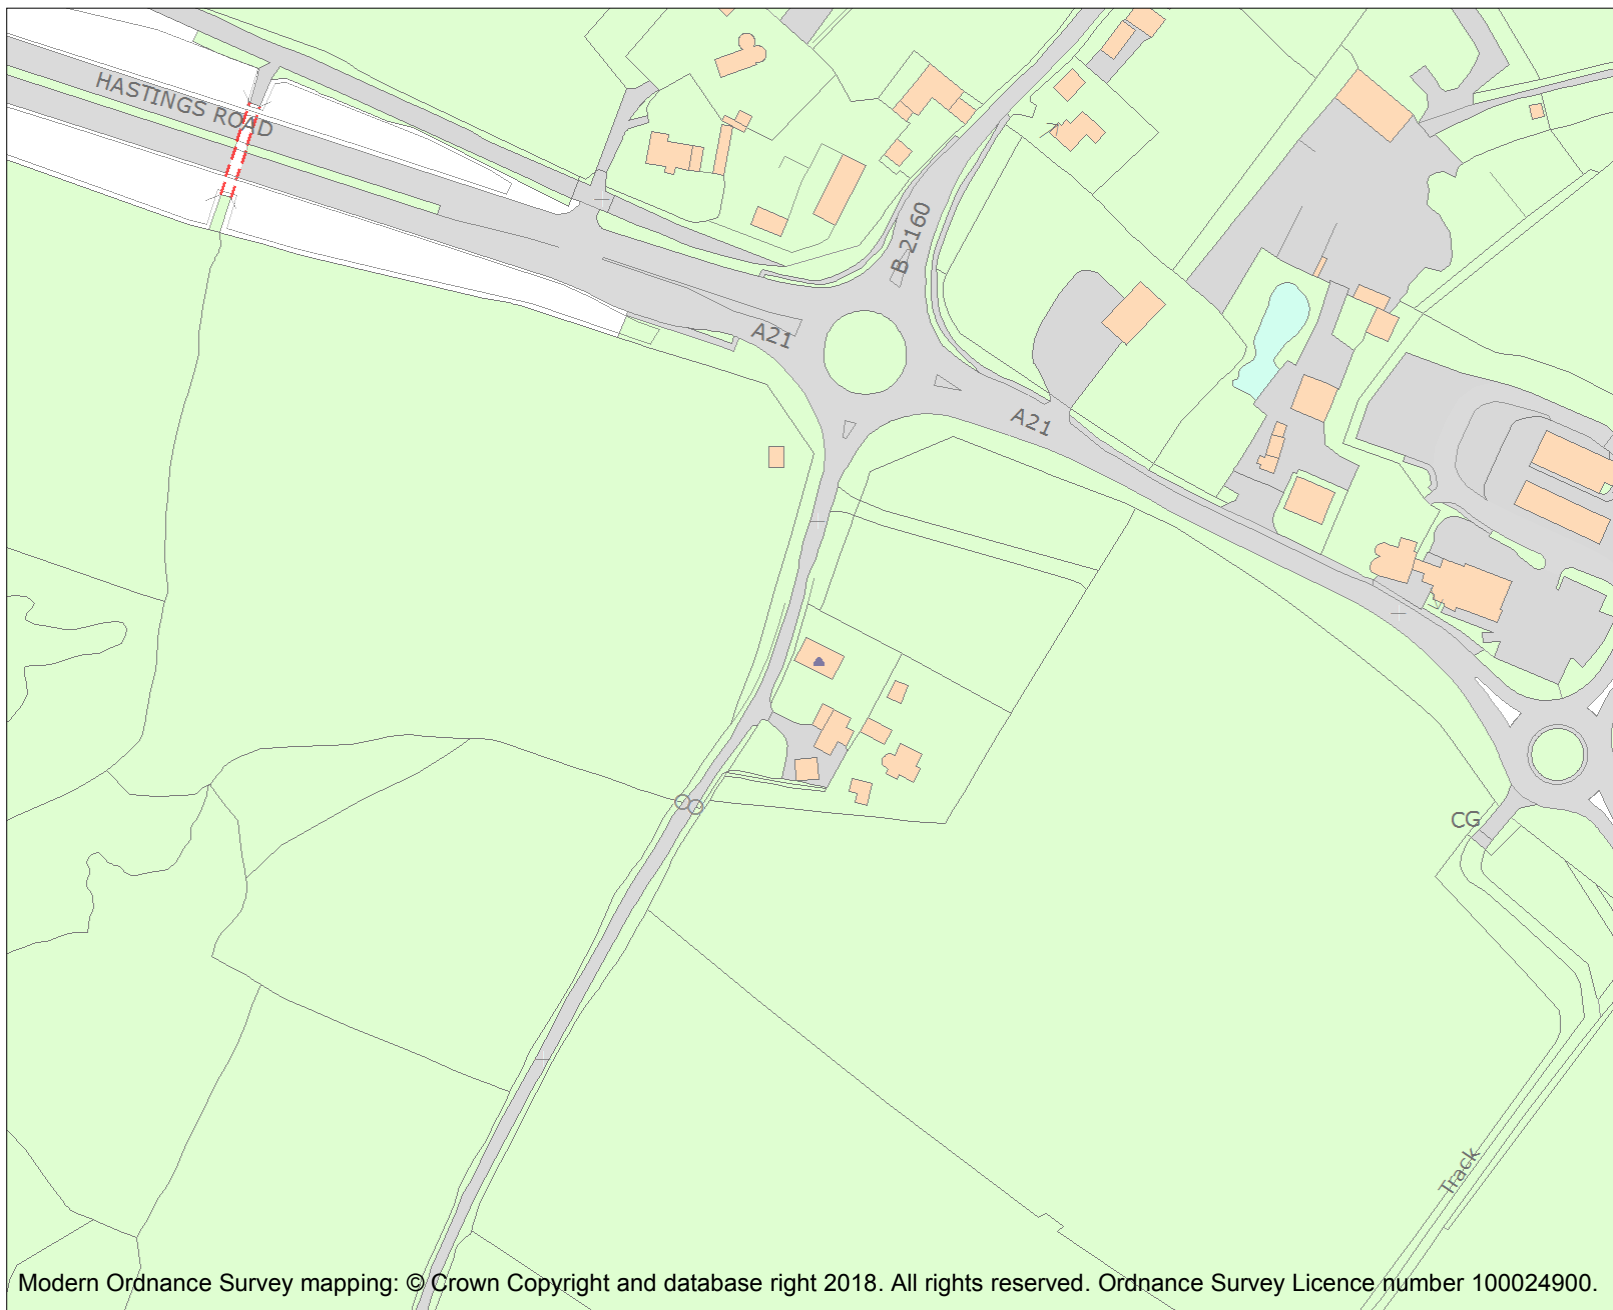 HASTINGS ROAD
B 2160
A21
A21
CG
Track
Modern Ordnance Survey mapping: © Crown Copyright and database right 2018. All rights reserved. Ordnance Survey Licence number 100024900.